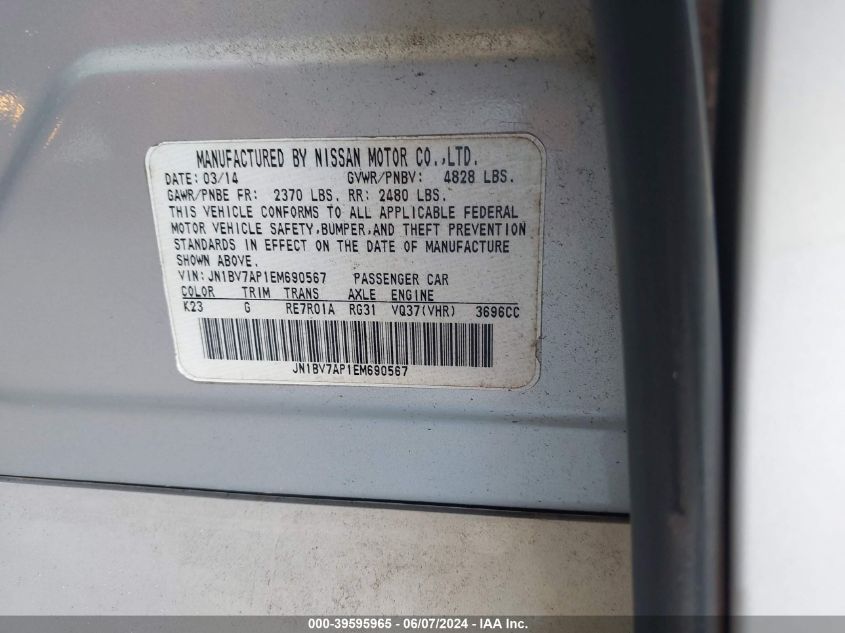 MANUFACTURED BY NISSAN MOTOR CO.,LTD.
DATE: 03/14 GVWR/PNBV: 4828 LBS.
GAWR/PNBE FR: 2370 LBS. RR: 2480 LBS.
THIS VEHICLE CONFORMS TO ALL APPLICABLE FEDERAL
MOTOR VEHICLE SAFETY,BUMPER,AND THEFT PREVENTION
STANDARDS IN EFFECT ON THE DATE OF MANUFACTURE
SHOWN ABOVE.
VIN: JN1BV7AP1EM690567 PASSENGER CAR
COLOR TRIM TRANS AXLE ENGINE
K23 G RE7R01A RG31 VQ37(VHR) 3696CC
JN1BV7AP1EM690567
000-39595965 - 06/07/2024 - IAA Inc.